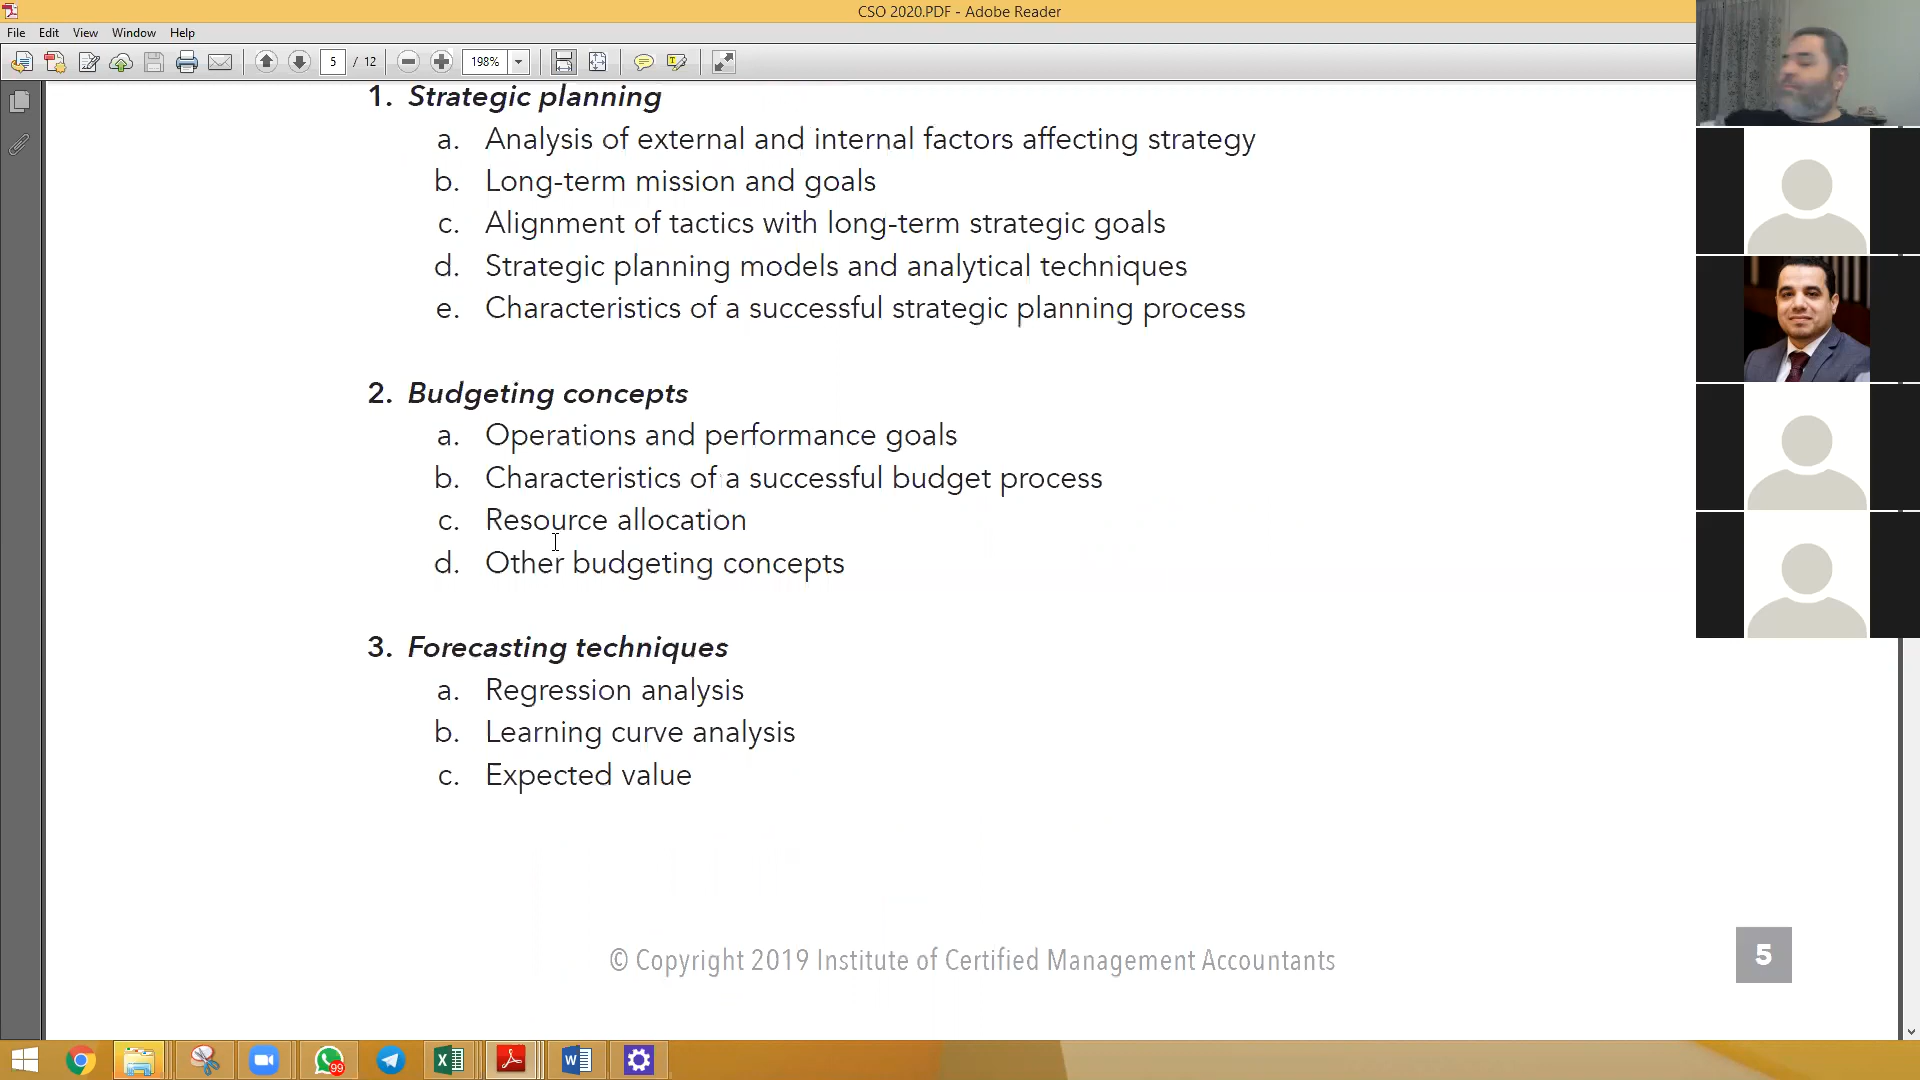 CSO 2020.PDF - Adobe Reader
File Edit View Window Help
5 / 12 198%
1. Strategic planning
a. Analysis of external and internal factors affecting strategy
b. Long-term mission and goals
c. Alignment of tactics with long-term strategic goals
d. Strategic planning models and analytical techniques
e. Characteristics of a successful strategic planning process
2. Budgeting concepts
a. Operations and performance goals
b. Characteristics of a successful budget process
c. Resource allocation
d. Other budgeting concepts
3. Forecasting techniques
a. Regression analysis
b. Learning curve analysis
c. Expected value
© Copyright 2019 Institute of Certified Management Accountants
5
99